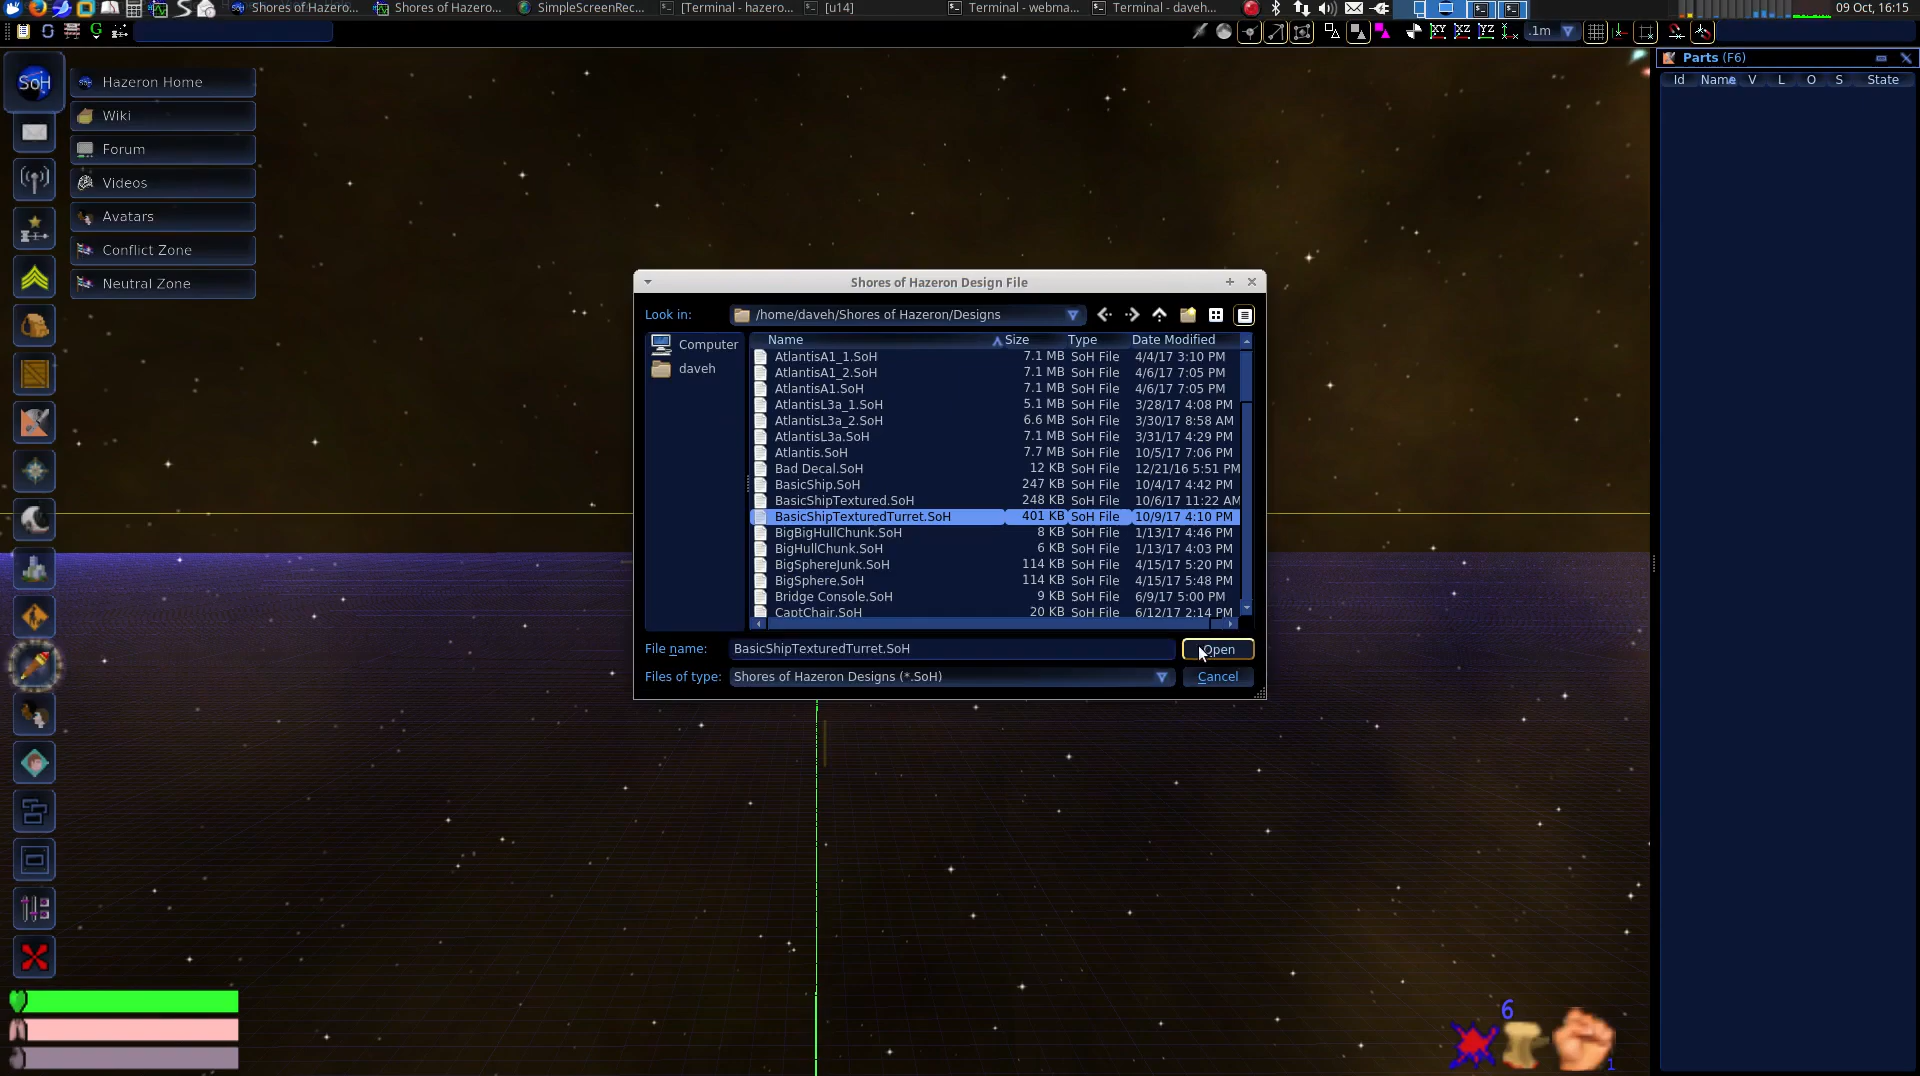 Shores of Hazero...
Shores of Hazero...
SimpleScreenRec...
[Terminal - hazero...
[u14]
Terminal - webma...
Terminal - daveh...
09 Oct, 16:15
G
XY
XZ
YZ
.1m
Parts (F6)
Id Name V L O S State
SoH
Hazeron Home
Wiki
Forum
Videos
Avatars
Conflict Zone
Neutral Zone
Shores of Hazeron Design File
Look in: /home/daveh/Shores of Hazeron/Designs
Computer
daveh
Name Size Type Date Modified
AtlantisA1_1.SoH 7.1 MB SoH File 4/4/17 3:10 PM
AtlantisA1_2.SoH 7.1 MB SoH File 4/6/17 7:05 PM
AtlantisA1.SoH 7.1 MB SoH File 4/6/17 7:05 PM
AtlantisL3a_1.SoH 5.1 MB SoH File 3/28/17 4:08 PM
AtlantisL3a_2.SoH 6.6 MB SoH File 3/30/17 8:58 AM
AtlantisL3a.SoH 7.1 MB SoH File 3/31/17 4:29 PM
Atlantis.SoH 7.7 MB SoH File 10/5/17 7:06 PM
Bad Decal.SoH 12 KB SoH File 12/21/16 5:51 PM
BasicShip.SoH 247 KB SoH File 10/4/17 4:42 PM
BasicShipTextured.SoH 248 KB SoH File 10/6/17 11:22 AM
BasicShipTexturedTurret.SoH 401 KB SoH File 10/9/17 4:10 PM
BigBigHullChunk.SoH 8 KB SoH File 1/13/17 4:46 PM
BigHullChunk.SoH 6 KB SoH File 1/13/17 4:03 PM
BigSphereJunk.SoH 114 KB SoH File 4/15/17 5:20 PM
BigSphere.SoH 114 KB SoH File 4/15/17 5:48 PM
Bridge Console.SoH 9 KB SoH File 6/9/17 5:00 PM
CaptChair.SoH 20 KB SoH File 6/12/17 2:14 PM
File name: BasicShipTexturedTurret.SoH Open
Files of type: Shores of Hazeron Designs (*.SoH) Cancel
6
1